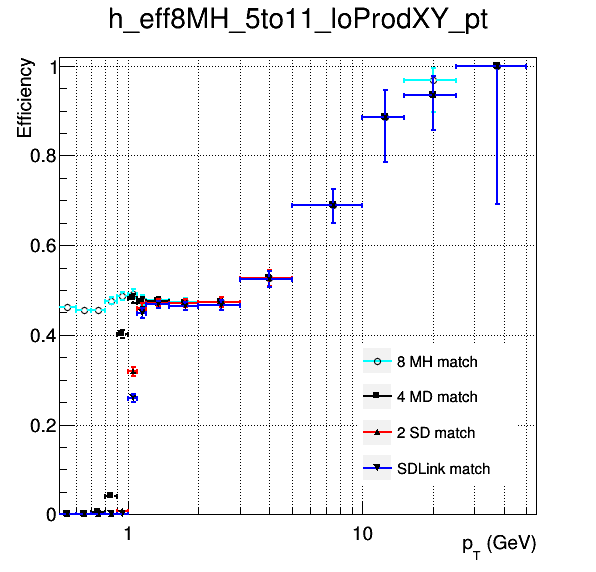 h_eff8MH_5to11_loProdXY_pt
Efficiency
1
0.8
0.6
0.4
0.2
0
8 MH match
4 MD match
2 SD match
SDLink match
1
10
p_T (GeV)